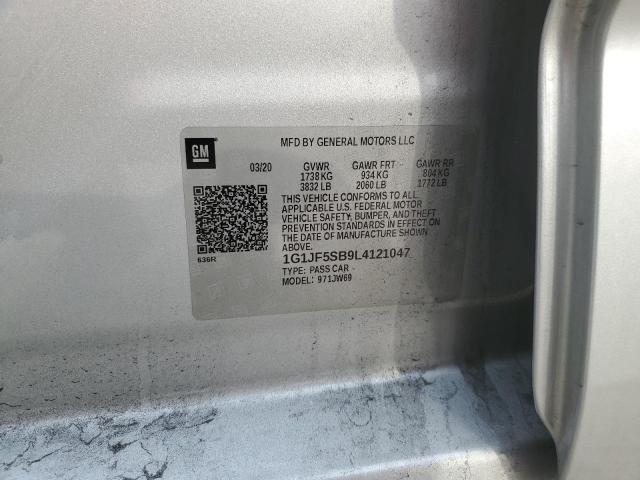 GM
MFD BY GENERAL MOTORS LLC
03/20 GVWR GAWR FRT GAWR RR
1738 KG 934 KG 804 KG
3832 LB 2060 LB 1772 LB
THIS VEHICLE CONFORMS TO ALL
APPLICABLE U.S. FEDERAL MOTOR
VEHICLE SAFETY, BUMPER, AND THEFT
PREVENTION STANDARDS IN EFFECT ON
THE DATE OF MANUFACTURE SHOWN
ABOVE.
636R
1G1JF5SB9L4121047
TYPE: PASS CAR
MODEL: 971JW69